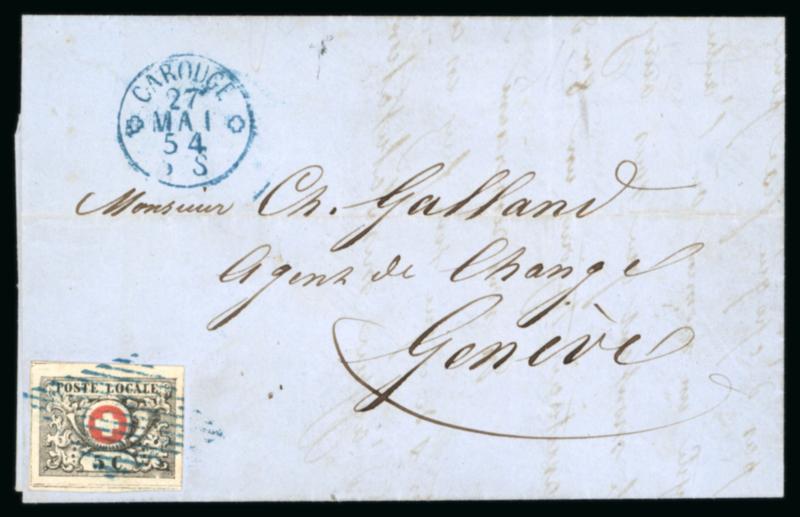 CAROUGE
27
MAI
54
S
Monsieur Ch. Galland
Agent de Change
Genève
POSTE LOCALE
5 C.